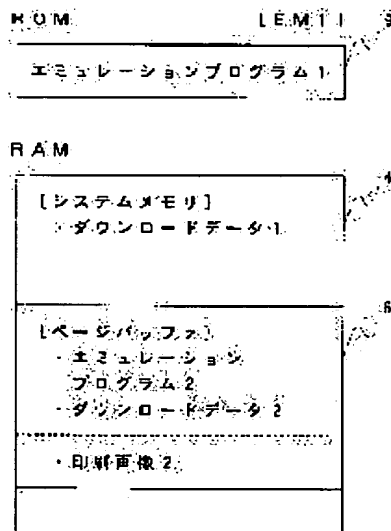 ROM [EM1]
エミュレーションプログラム1
RAM
[システムメモリ]
・ダウンロードデータ1
[ページバッファ]
・エミュレーション
プログラム2
・ダウンロードデータ2
・印刷画像2